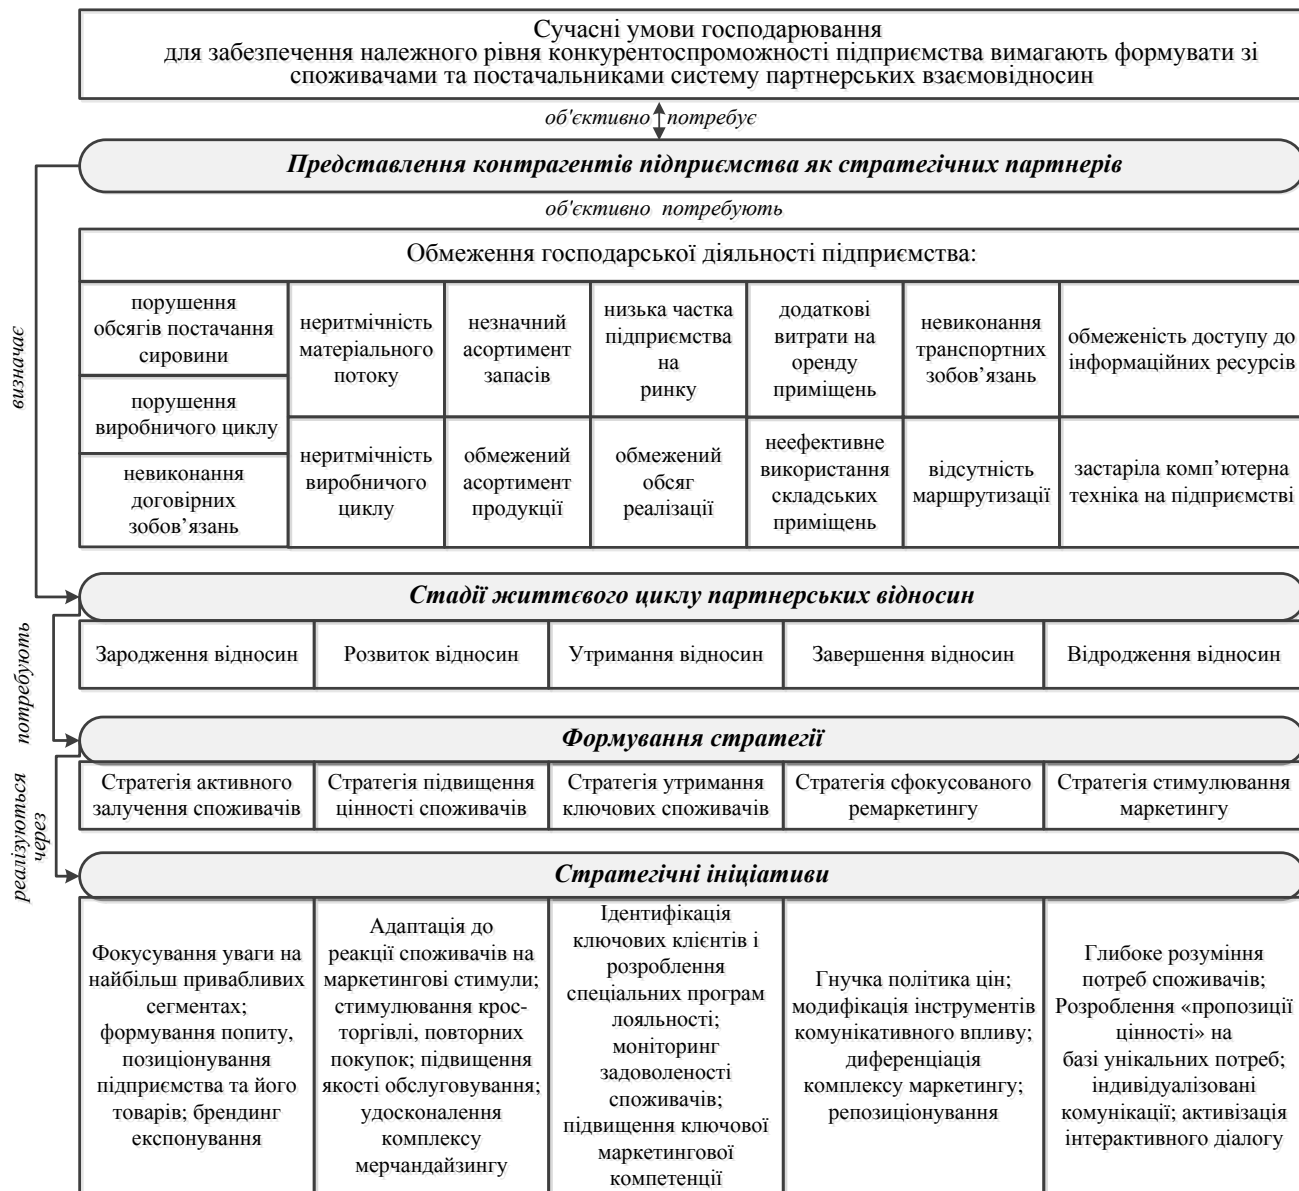 Сучасні умови господарювання
для забезпечення належного рівня конкурентоспроможності підприємства вимагають формувати зі
споживачами та постачальниками систему партнерських взаємовідносин
об'єктивно потребує
Представлення контрагентів підприємства як стратегічних партнерів
об'єктивно потребують
визначає
Обмеження господарської діяльності підприємства:
порушення
обсягів постачання
сировини
порушення
виробничого циклу
невиконання
договірних
зобов’язань
неритмічність
матеріального
потоку
неритмічність
виробничого
циклу
незначний
асортимент
запасів
обмежений
асортимент
продукції
низька частка
підприємства
на
ринку
обмежений
обсяг
реалізації
додаткові
витрати на
оренду
приміщень
неефективне
використання
складських
приміщень
невиконання
транспортних
зобов’язань
відсутність
маршрутизації
обмеженість доступу до
інформаційних ресурсів
застаріла комп’ютерна
техніка на підприємстві
Стадії життєвого циклу партнерських відносин
потребують
Зародження відносин
Розвиток відносин
Утримання відносин
Завершення відносин
Відродження відносин
Формування стратегії
реалізуються
через
Стратегія активного
залучення споживачів
Стратегія підвищення
цінності споживачів
Стратегія утримання
ключових споживачів
Стратегія сфокусованого
ремаркетингу
Стратегія стимулювання
маркетингу
Стратегічні ініціативи
Фокусування уваги на
найбільш привабливих
сегментах;
формування попиту,
позиціонування
підприємства та його
товарів; брендинг
експонування
Адаптація до
реакції споживачів на
маркетингові стимули;
стимулювання крос-
торгівлі, повторних
покупок; підвищення
якості обслуговування;
удосконалення
комплексу
мерчандайзингу
Ідентифікація
ключових клієнтів і
розроблення
спеціальних програм
лояльності;
моніторинг
задоволеності
споживачів;
підвищення ключової
маркетингової
компетенції
Гнучка політика цін;
модифікація інструментів
комунікативного впливу;
диференціація
комплексу маркетингу;
репозиціонування
Глибоке розуміння
потреб споживачів;
Розроблення «пропозиції
цінності» на
базі унікальних потреб;
індивідуалізовані
комунікації; активізація
інтерактивного діалогу